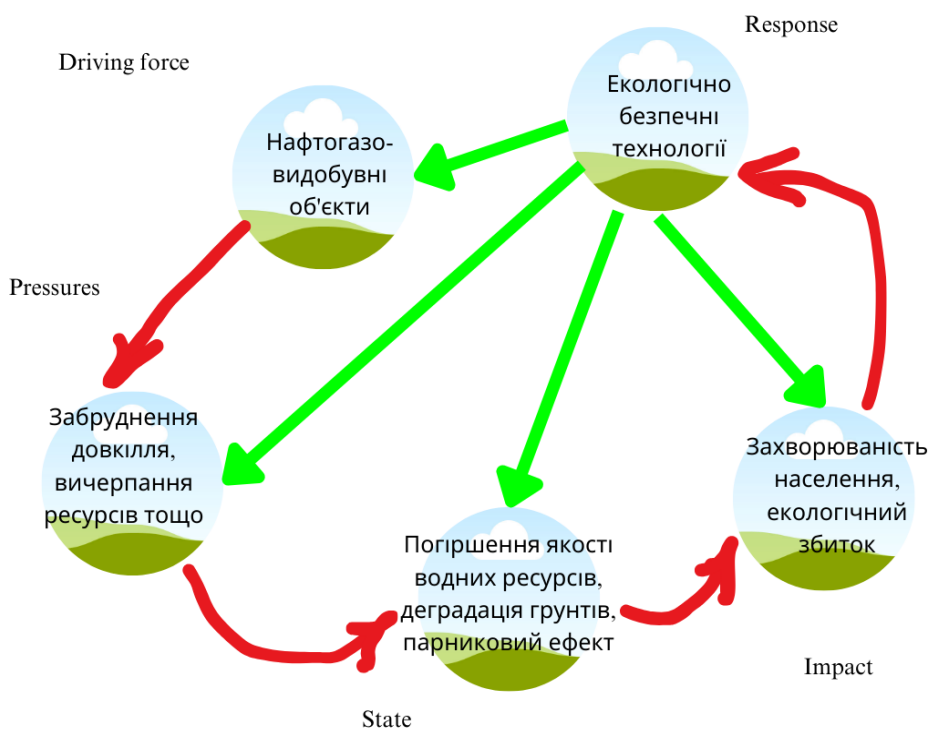 Response
Driving force
Екологічно
безпечні
технології
Нафтогазо-
видобувні
об'єкти
Pressures
Забруднення
довкілля,
вичерпання
ресурсів тощо
Захворюваність
населення,
екологічний
збиток
Погіршення якості
водних ресурсів,
деградація грунтів,
парниковий ефект
Impact
State